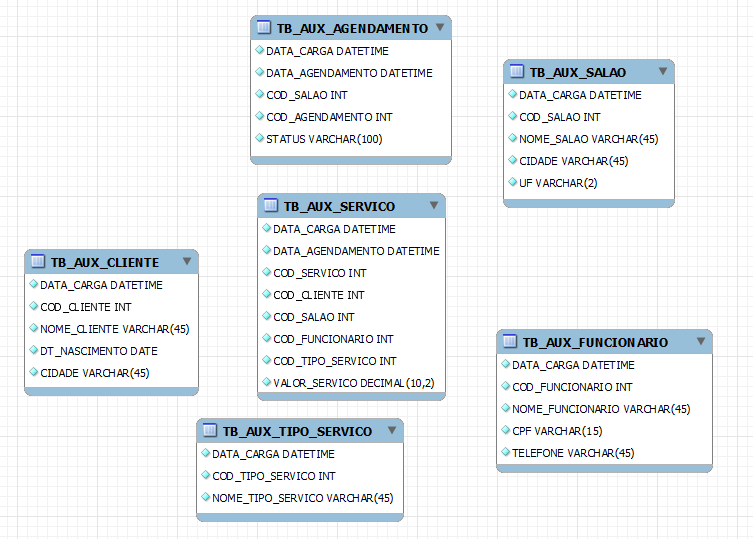 TB_AUX_AGENDAMENTO
DATA_CARGA DATETIME
DATA_AGENDAMENTO DATETIME
COD_SALAO INT
COD_AGENDAMENTO INT
STATUS VARCHAR(100)
TB_AUX_SALAO
DATA_CARGA DATETIME
COD_SALAO INT
NOME_SALAO VARCHAR(45)
CIDADE VARCHAR(45)
UF VARCHAR(2)
TB_AUX_SERVICO
DATA_CARGA DATETIME
DATA_AGENDAMENTO DATETIME
COD_SERVICO INT
COD_CLIENTE INT
COD_SALAO INT
COD_FUNCIONARIO INT
COD_TIPO_SERVICO INT
VALOR_SERVICO DECIMAL(10,2)
TB_AUX_CLIENTE
DATA_CARGA DATETIME
COD_CLIENTE INT
NOME_CLIENTE VARCHAR(45)
DT_NASCIMENTO DATE
CIDADE VARCHAR(45)
TB_AUX_FUNCIONARIO
DATA_CARGA DATETIME
COD_FUNCIONARIO INT
NOME_FUNCIONARIO VARCHAR(45)
CPF VARCHAR(15)
TELEFONE VARCHAR(45)
TB_AUX_TIPO_SERVICO
DATA_CARGA DATETIME
COD_TIPO_SERVICO INT
NOME_TIPO_SERVICO VARCHAR(45)